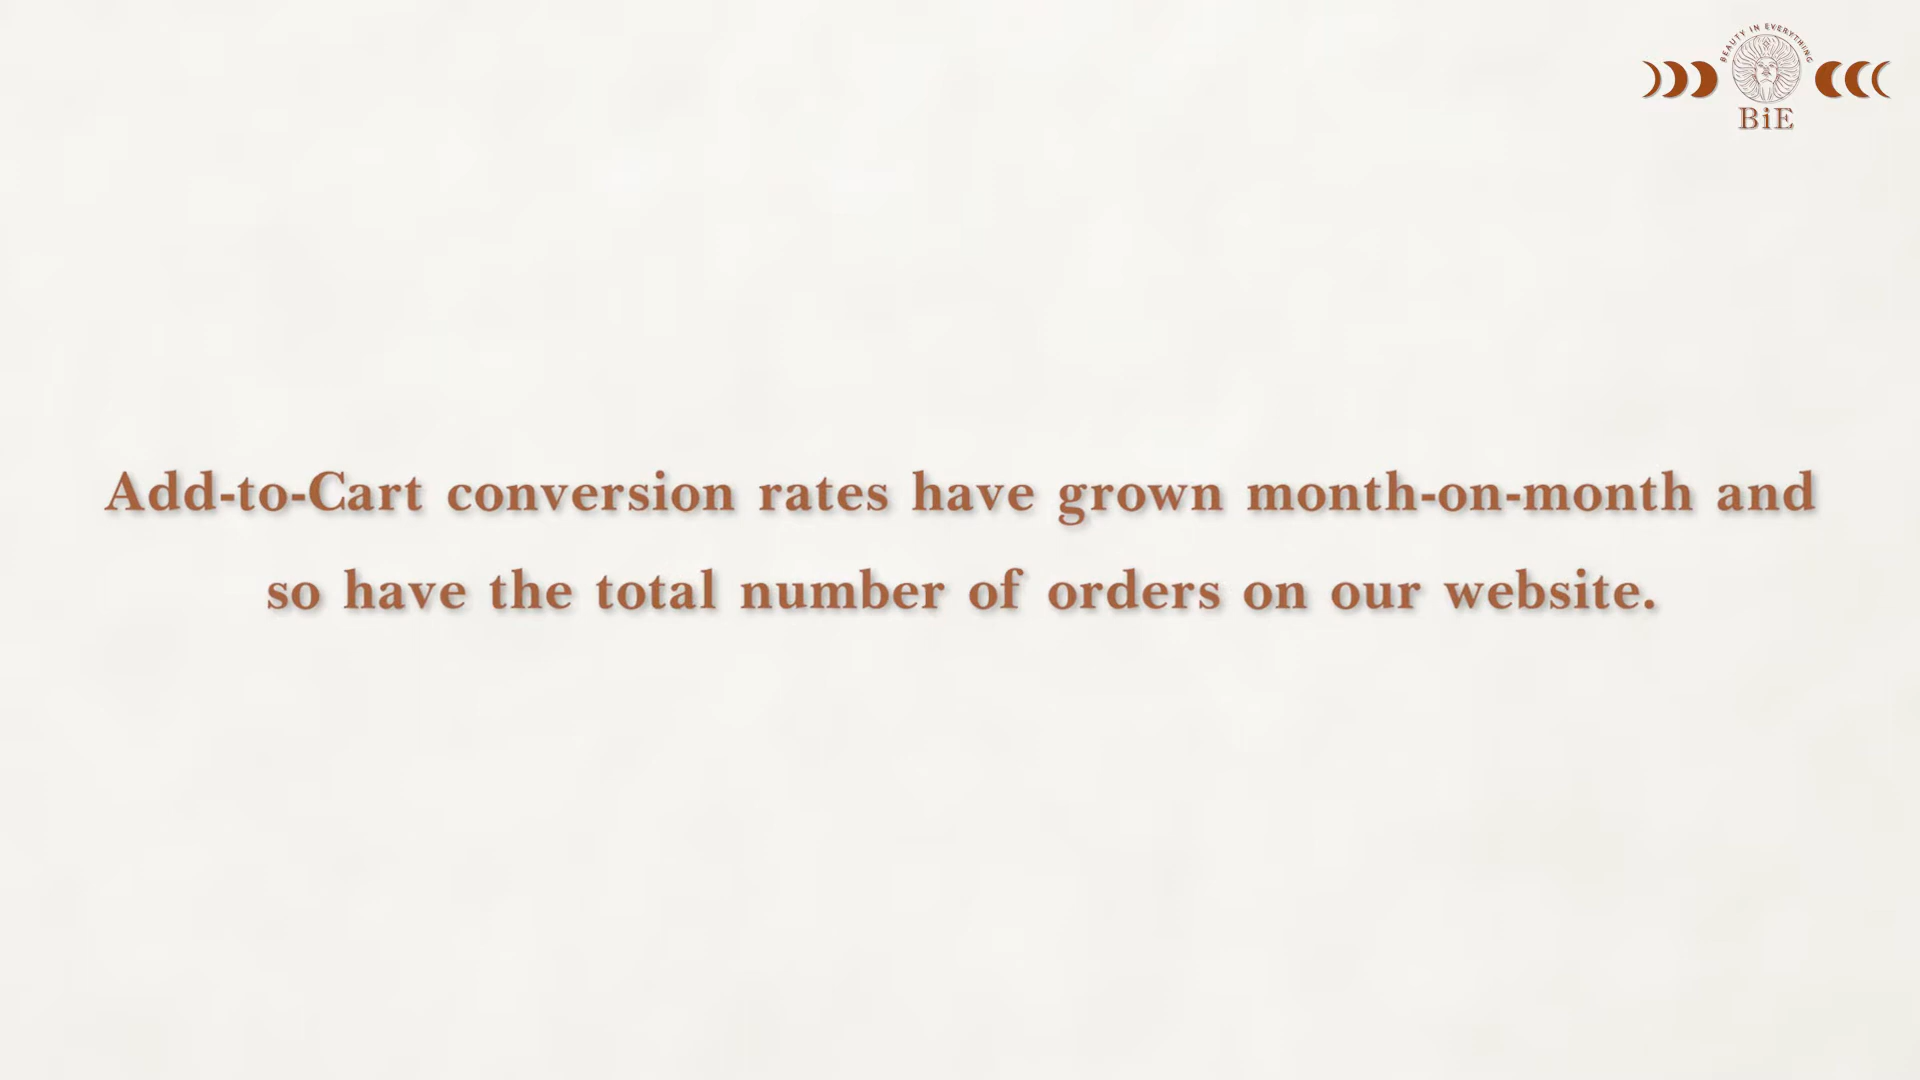 BEAUTY IN EVERYTHING
BiE
Add-to-Cart conversion rates have grown month-on-month and
so have the total number of orders on our website.